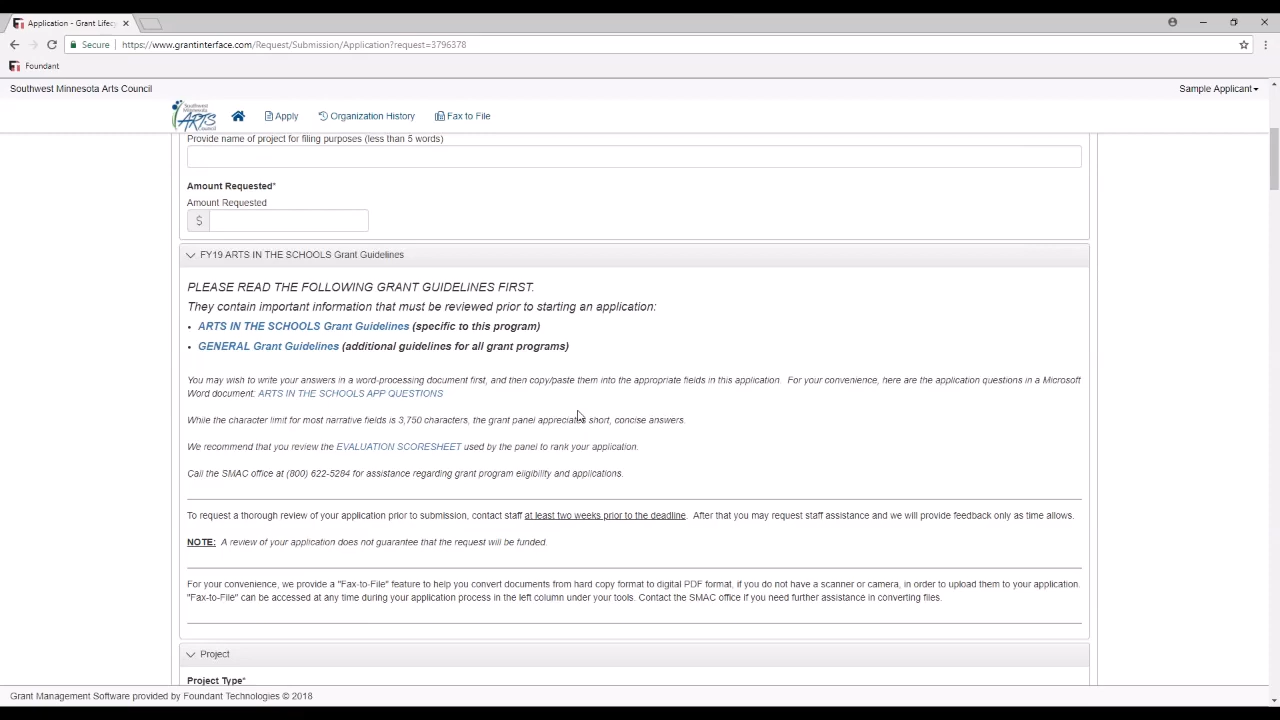 Application - Grant Lifec
Secure https://www.grantinterface.com/Request/Submission/Application?request=3796378
Foundant
Southwest Minnesota Arts Council
Sample Applicant
Southwest
Minnesota
ARTS
Council
Apply
Organization History
Fax to File
Provide name of project for filing purposes (less than 5 words)
Amount Requested*
Amount Requested
$
FY19 ARTS IN THE SCHOOLS Grant Guidelines
PLEASE READ THE FOLLOWING GRANT GUIDELINES FIRST.
They contain important information that must be reviewed prior to starting an application:
• ARTS IN THE SCHOOLS Grant Guidelines (specific to this program)
• GENERAL Grant Guidelines (additional guidelines for all grant programs)
You may wish to write your answers in a word-processing document first, and then copy/paste them into the appropriate fields in this application. For your convenience, here are the application questions in a Microsoft
Word document: ARTS IN THE SCHOOLS APP QUESTIONS
While the character limit for most narrative fields is 3,750 characters, the grant panel appreciates short, concise answers.
We recommend that you review the EVALUATION SCORESHEET used by the panel to rank your application.
Call the SMAC office at (800) 622-5284 for assistance regarding grant program eligibility and applications.
To request a thorough review of your application prior to submission, contact staff at least two weeks prior to the deadline. After that you may request staff assistance and we will provide feedback only as time allows.
NOTE: A review of your application does not guarantee that the request will be funded.
For your convenience, we provide a "Fax-to-File" feature to help you convert documents from hard copy format to digital PDF format, if you do not have a scanner or camera, in order to upload them to your application.
"Fax-to-File" can be accessed at any time during your application process in the left column under your tools. Contact the SMAC office if you need further assistance in converting files.
Project
Project Type*
Grant Management Software provided by Foundant Technologies © 2018